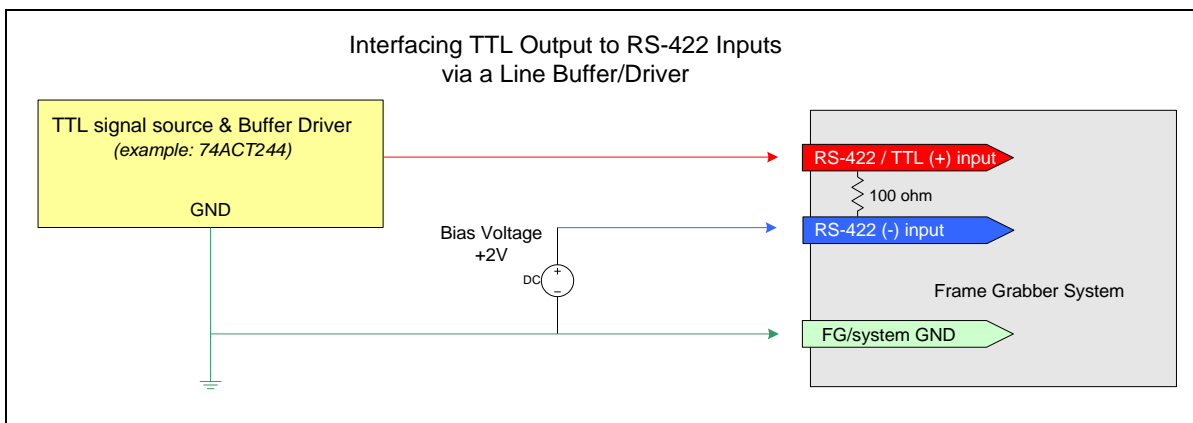 Interfacing TTL Output to RS-422 Inputs
via a Line Buffer/Driver
TTL signal source & Buffer Driver
(example: 74ACT244)
GND
RS-422 / TTL (+) input
100 ohm
RS-422 (-) input
Bias Voltage
+2V
DC
+
−
Frame Grabber System
FG/system GND